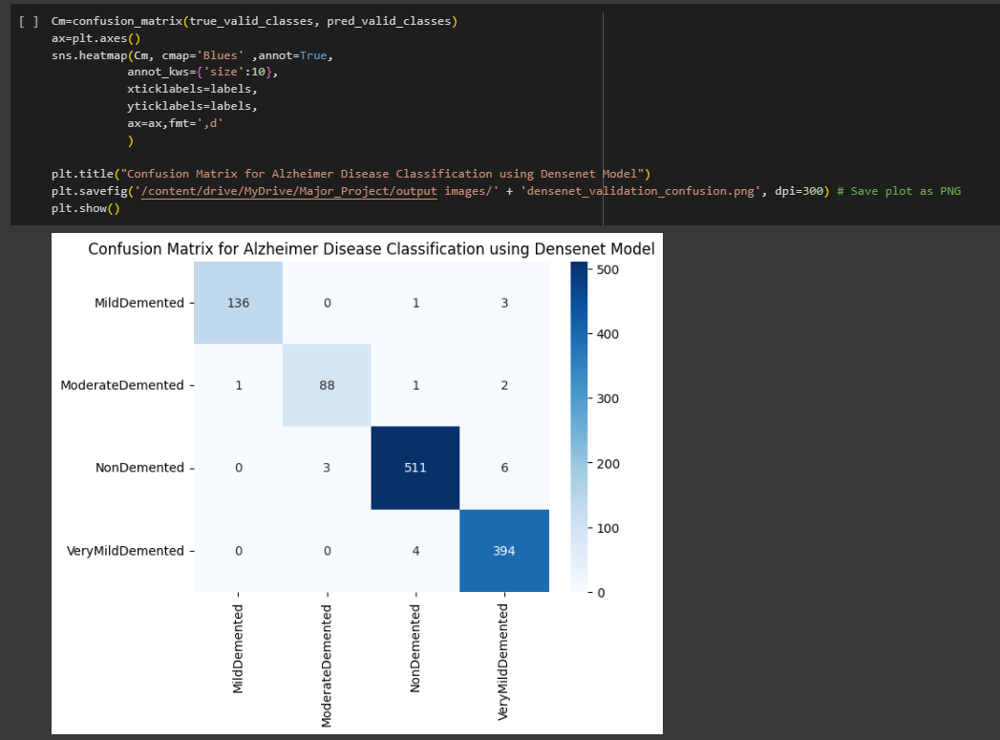 [ ] Cm=confusion_matrix(true_valid_classes, pred_valid_classes)
ax=plt.axes()
sns.heatmap(Cm, cmap='Blues' ,annot=True,
annot_kws={'size':10},
xticklabels=labels,
yticklabels=labels,
ax=ax,fmt=',d'
)
plt.title("Confusion Matrix for Alzheimer Disease Classification using Densenet Model")
plt.savefig('/content/drive/MyDrive/Major_Project/output images/' + 'densenet_validation_confusion.png', dpi=300) # Save plot as PNG
plt.show()
Confusion Matrix for Alzheimer Disease Classification using Densenet Model
MildDemented 136 0 1 3
ModerateDemented 1 88 1 2
NonDemented 0 3 511 6
VeryMildDemented 0 0 4 394
MildDemented
ModerateDemented
NonDemented
VeryMildDemented
500
400
300
200
100
0